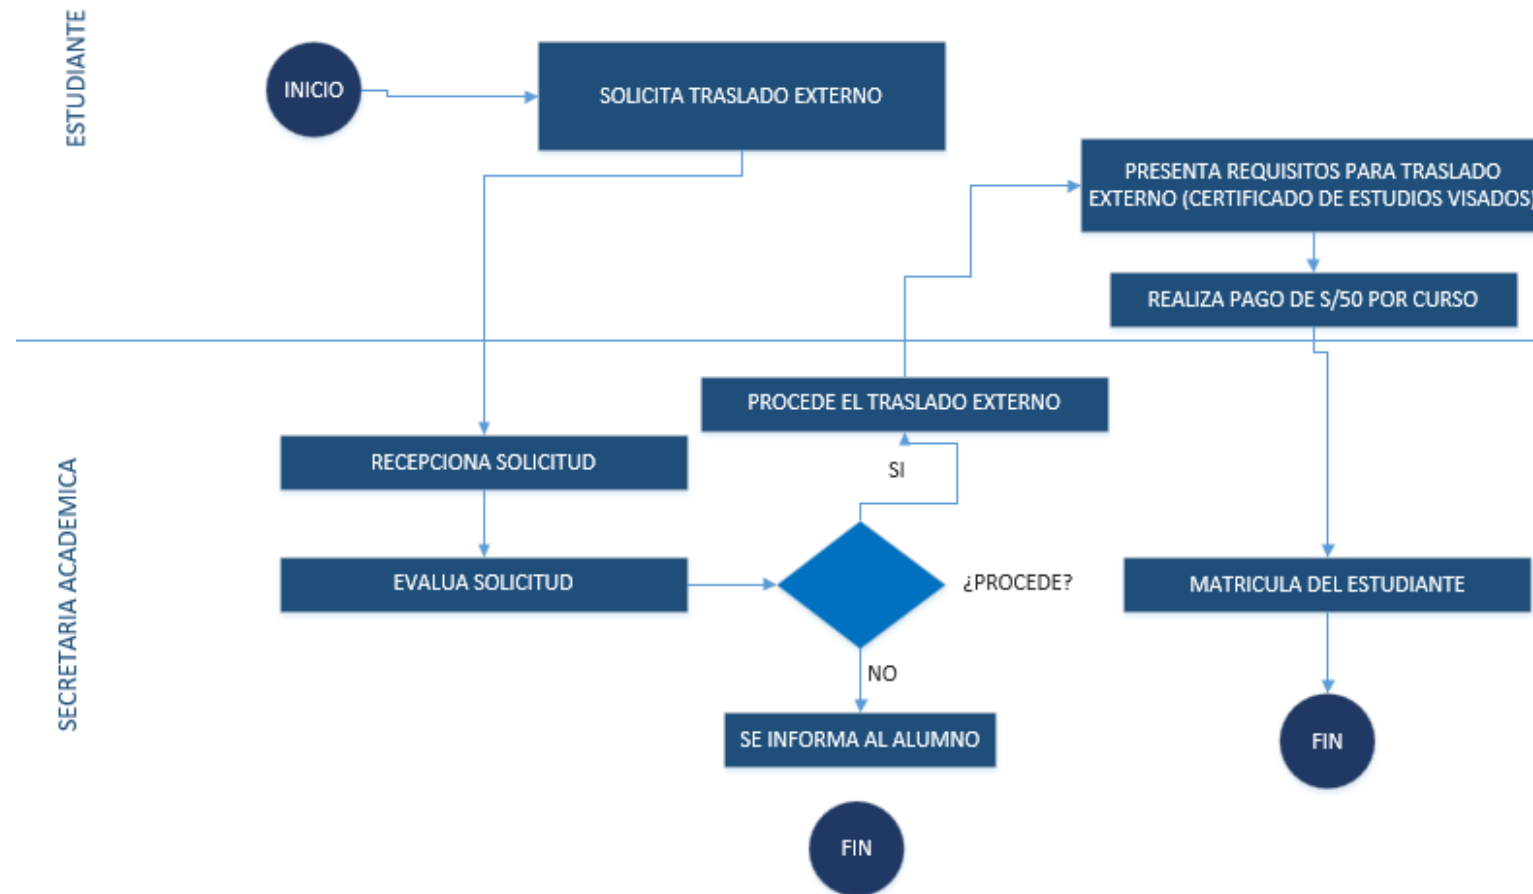 ESTUDIANTE
INICIO
SOLICITA TRASLADO EXTERNO
PRESENTA REQUISITOS PARA TRASLADO
EXTERNO (CERTIFICADO DE ESTUDIOS VISADOS)
REALIZA PAGO DE S/50 POR CURSO
SECRETARIA ACADEMICA
PROCEDE EL TRASLADO EXTERNO
RECEPCIONA SOLICITUD
SI
EVALUA SOLICITUD
¿PROCEDE?
MATRICULA DEL ESTUDIANTE
NO
SE INFORMA AL ALUMNO
FIN
FIN